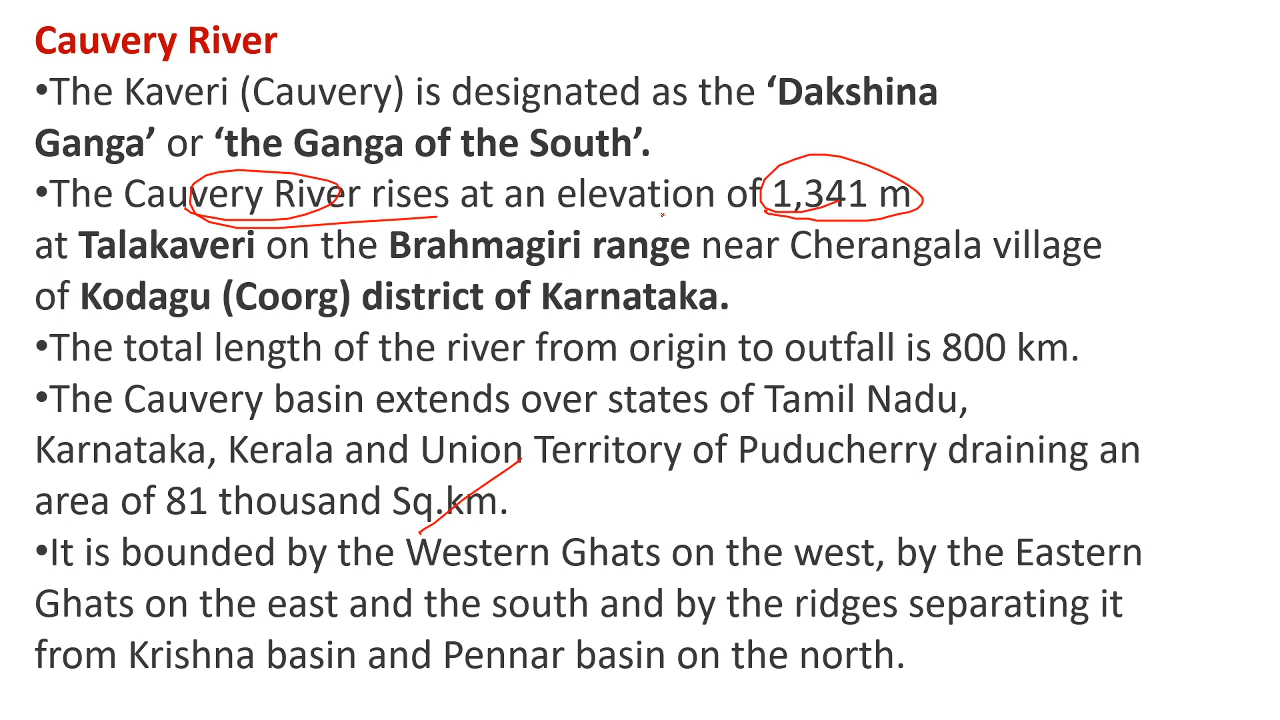 Cauvery River
•The Kaveri (Cauvery) is designated as the ‘Dakshina
Ganga’ or ‘the Ganga of the South’.
•The Cauvery River rises at an elevation of 1,341 m
at Talakaveri on the Brahmagiri range near Cherangala village
of Kodagu (Coorg) district of Karnataka.
•The total length of the river from origin to outfall is 800 km.
•The Cauvery basin extends over states of Tamil Nadu,
Karnataka, Kerala and Union Territory of Puducherry draining an
area of 81 thousand Sq.km.
•It is bounded by the Western Ghats on the west, by the Eastern
Ghats on the east and the south and by the ridges separating it
from Krishna basin and Pennar basin on the north.